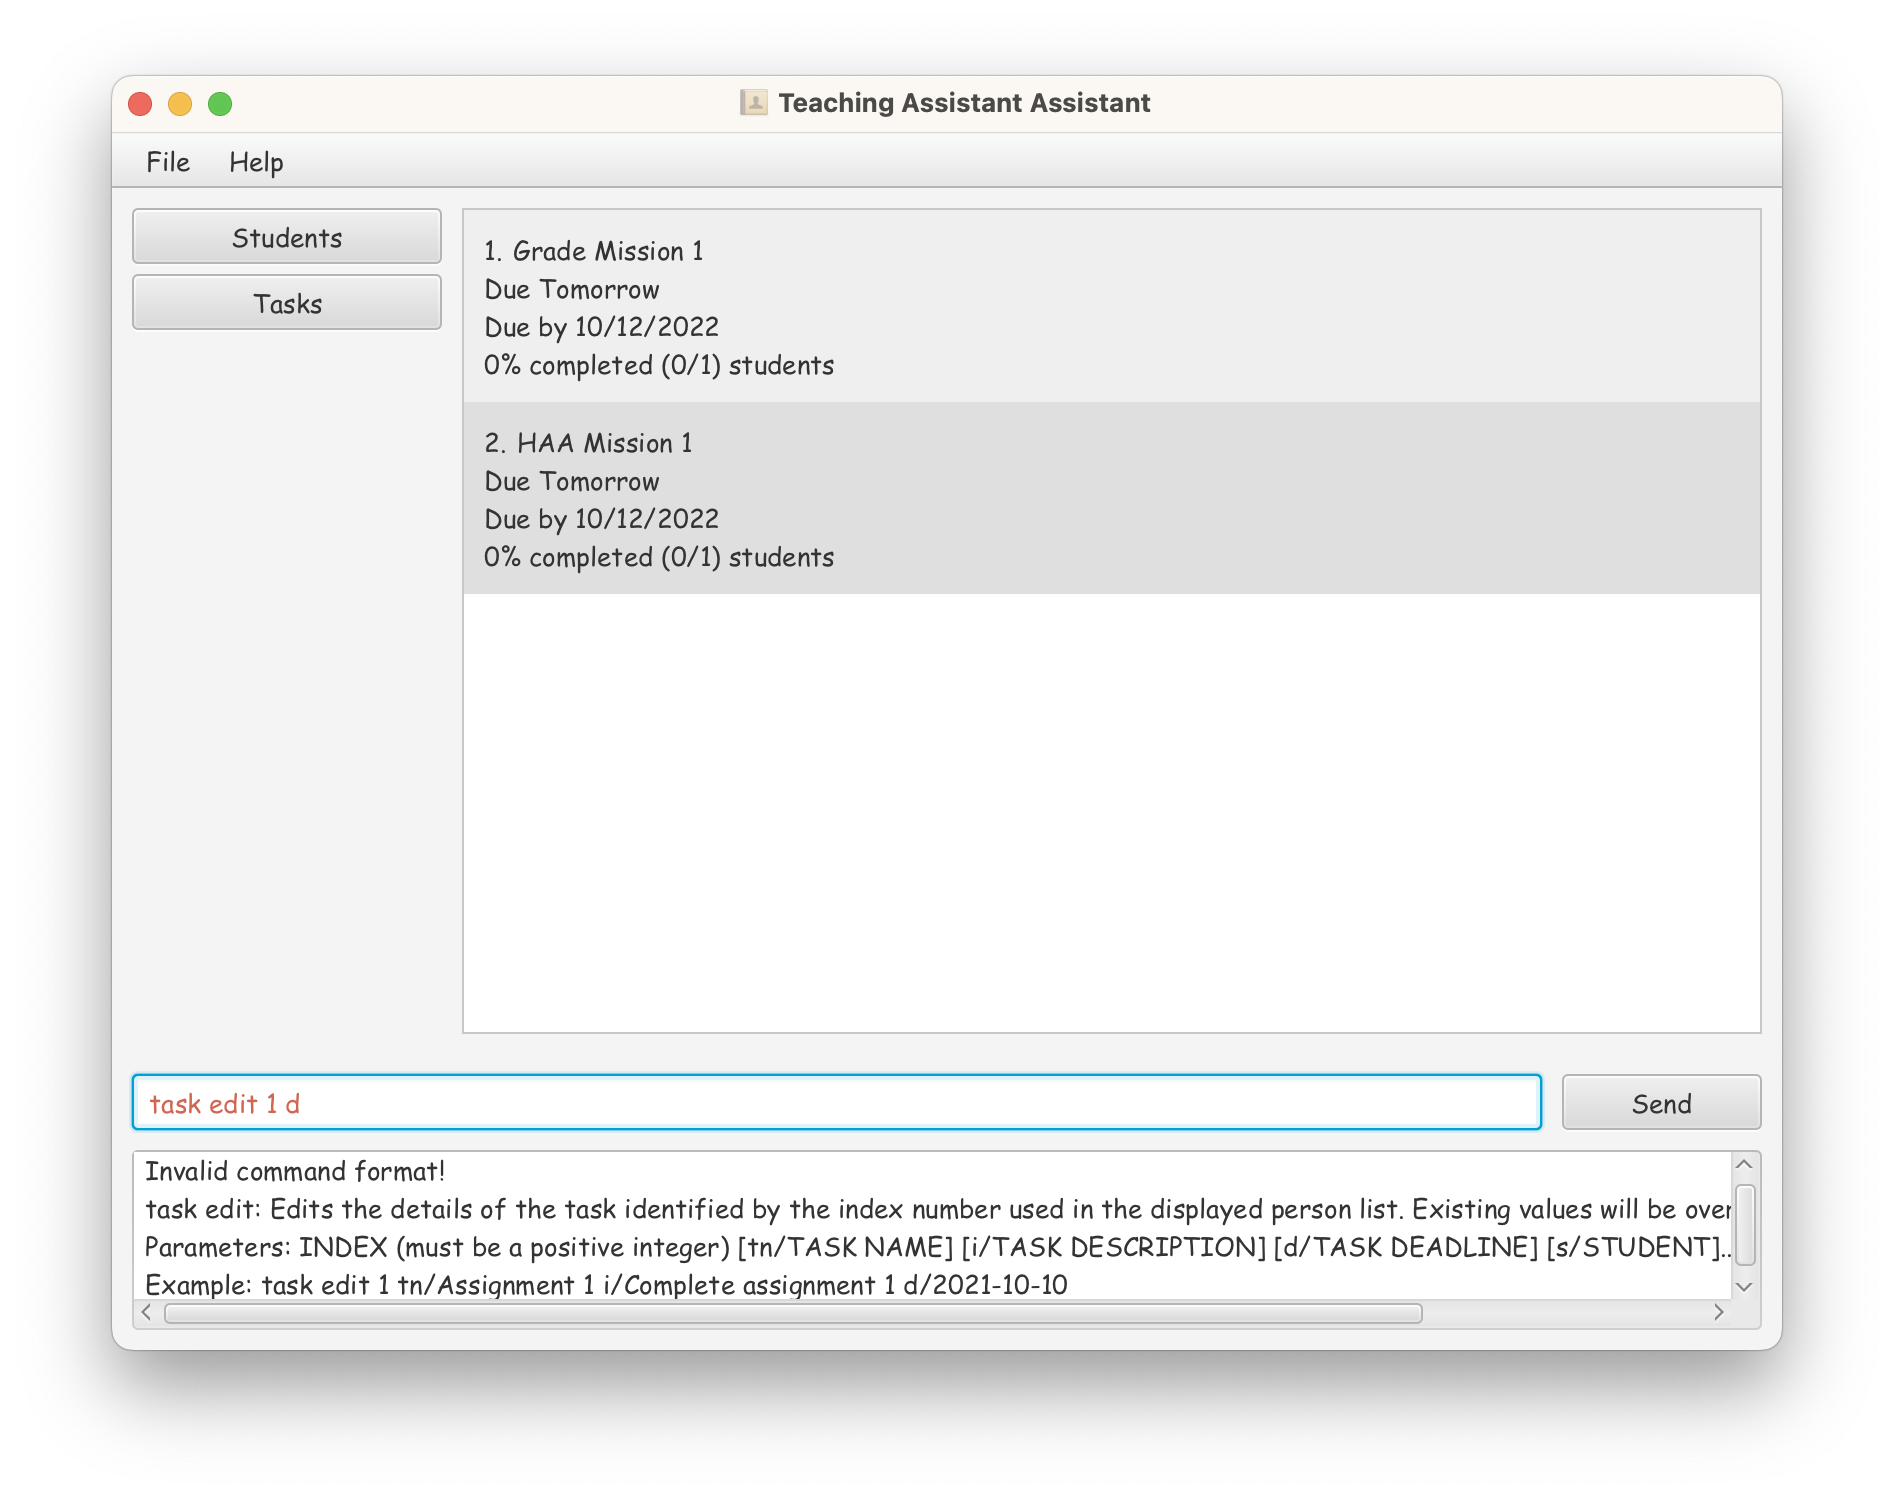 Teaching Assistant Assistant
File Help
Students
Tasks
1. Grade Mission 1
Due Tomorrow
Due by 10/12/2022
0% completed (0/1) students
2. HAA Mission 1
Due Tomorrow
Due by 10/12/2022
0% completed (0/1) students
task edit 1 d
Send
Invalid command format!
task edit: Edits the details of the task identified by the index number used in the displayed person list. Existing values will be over
Parameters: INDEX (must be a positive integer) [tn/TASK NAME] [i/TASK DESCRIPTION] [d/TASK DEADLINE] [s/STUDENT]..
Example: task edit 1 tn/Assignment 1 i/Complete assignment 1 d/2021-10-10